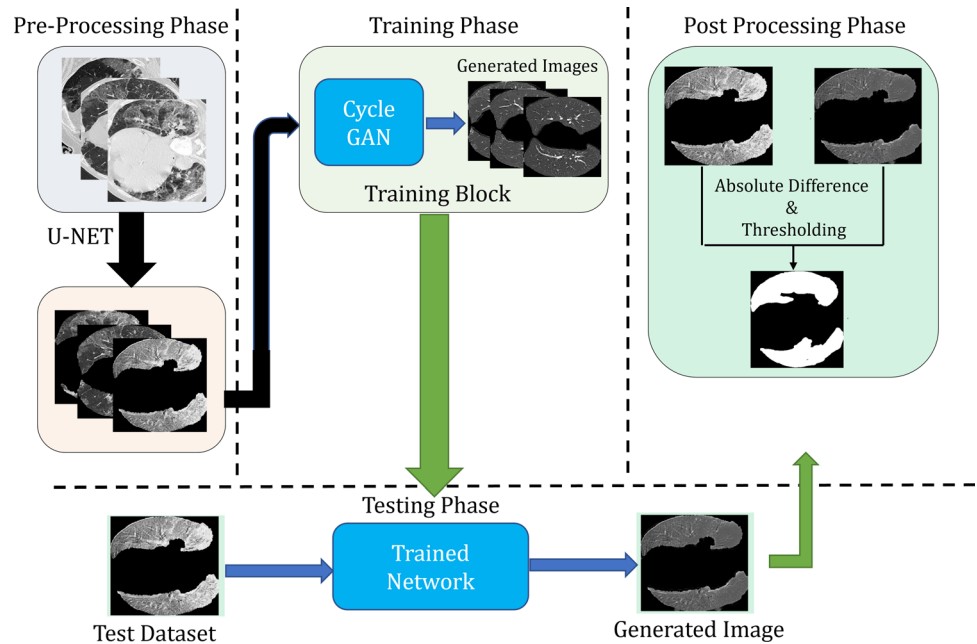 Pre-Processing Phase
Training Phase
Post Processing Phase
Generated Images
Cycle
GAN
Training Block
U-NET
Absolute Difference
&
Thresholding
Testing Phase
Trained
Network
Test Dataset
Generated Image